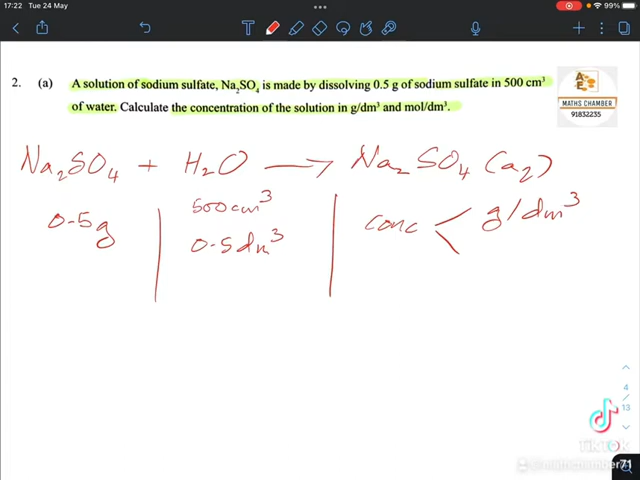 17:22 Tue 24 May 99%
2. (a) A solution of sodium sulfate, Na₂SO₄ is made by dissolving 0.5 g of sodium sulfate in 500 cm³
of water. Calculate the concentration of the solution in g/dm³ and mol/dm³.
MATHS CHAMBER
91832235
Na₂SO₄ + H₂O → Na₂SO₄(aq)
0.5g 500cm³ conc < g/dm³
0.5dm³
4
/
13
TikTok
@mathchamber
71